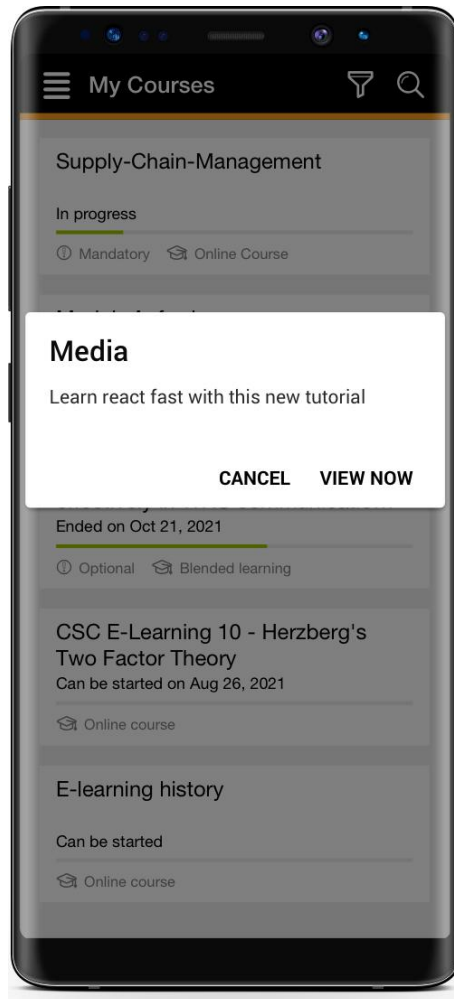 My Courses
Supply-Chain-Management
In progress
Mandatory Online Course
Media
Learn react fast with this new tutorial
CANCEL VIEW NOW
Ended on Oct 21, 2021
Optional Blended learning
CSC E-Learning 10 - Herzberg's
Two Factor Theory
Can be started on Aug 26, 2021
Online course
E-learning history
Can be started
Online course